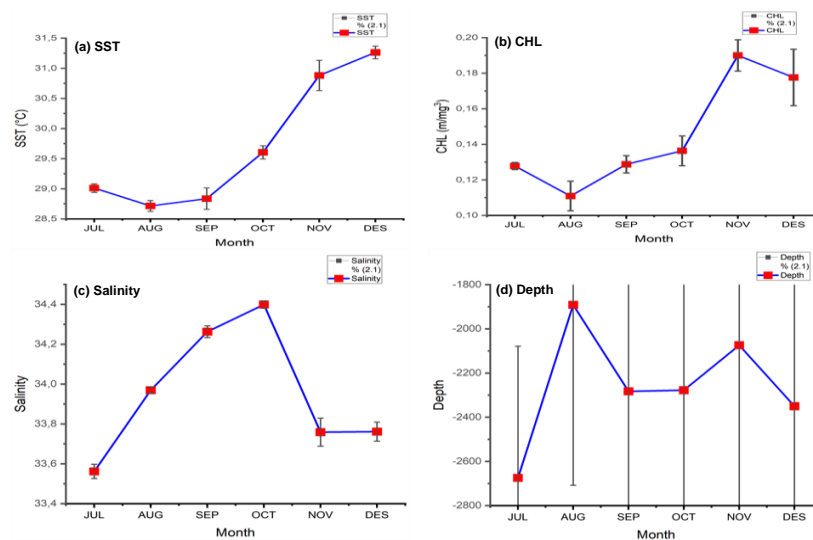 (a) SST
SST
% (2.1)
SST
31,5
31,0
30,5
30,0
29,5
29,0
28,5
SST (°C)
JUL AUG SEP OCT NOV DES
Month
(b) CHL
CHL
% (2.1)
CHL
0,20
0,18
0,16
0,14
0,12
0,10
CHL (m/mg³)
JUL AUG SEP OCT NOV DES
Month
(c) Salinity
Salinity
% (2.1)
Salinity
34,4
34,2
34,0
33,8
33,6
33,4
Salinity
JUL AUG SEP OCT NOV DES
Month
(d) Depth
Depth
% (2.1)
Depth
-1800
-2000
-2200
-2400
-2600
-2800
Depth
JUL AUG SEP OCT NOV DES
Month